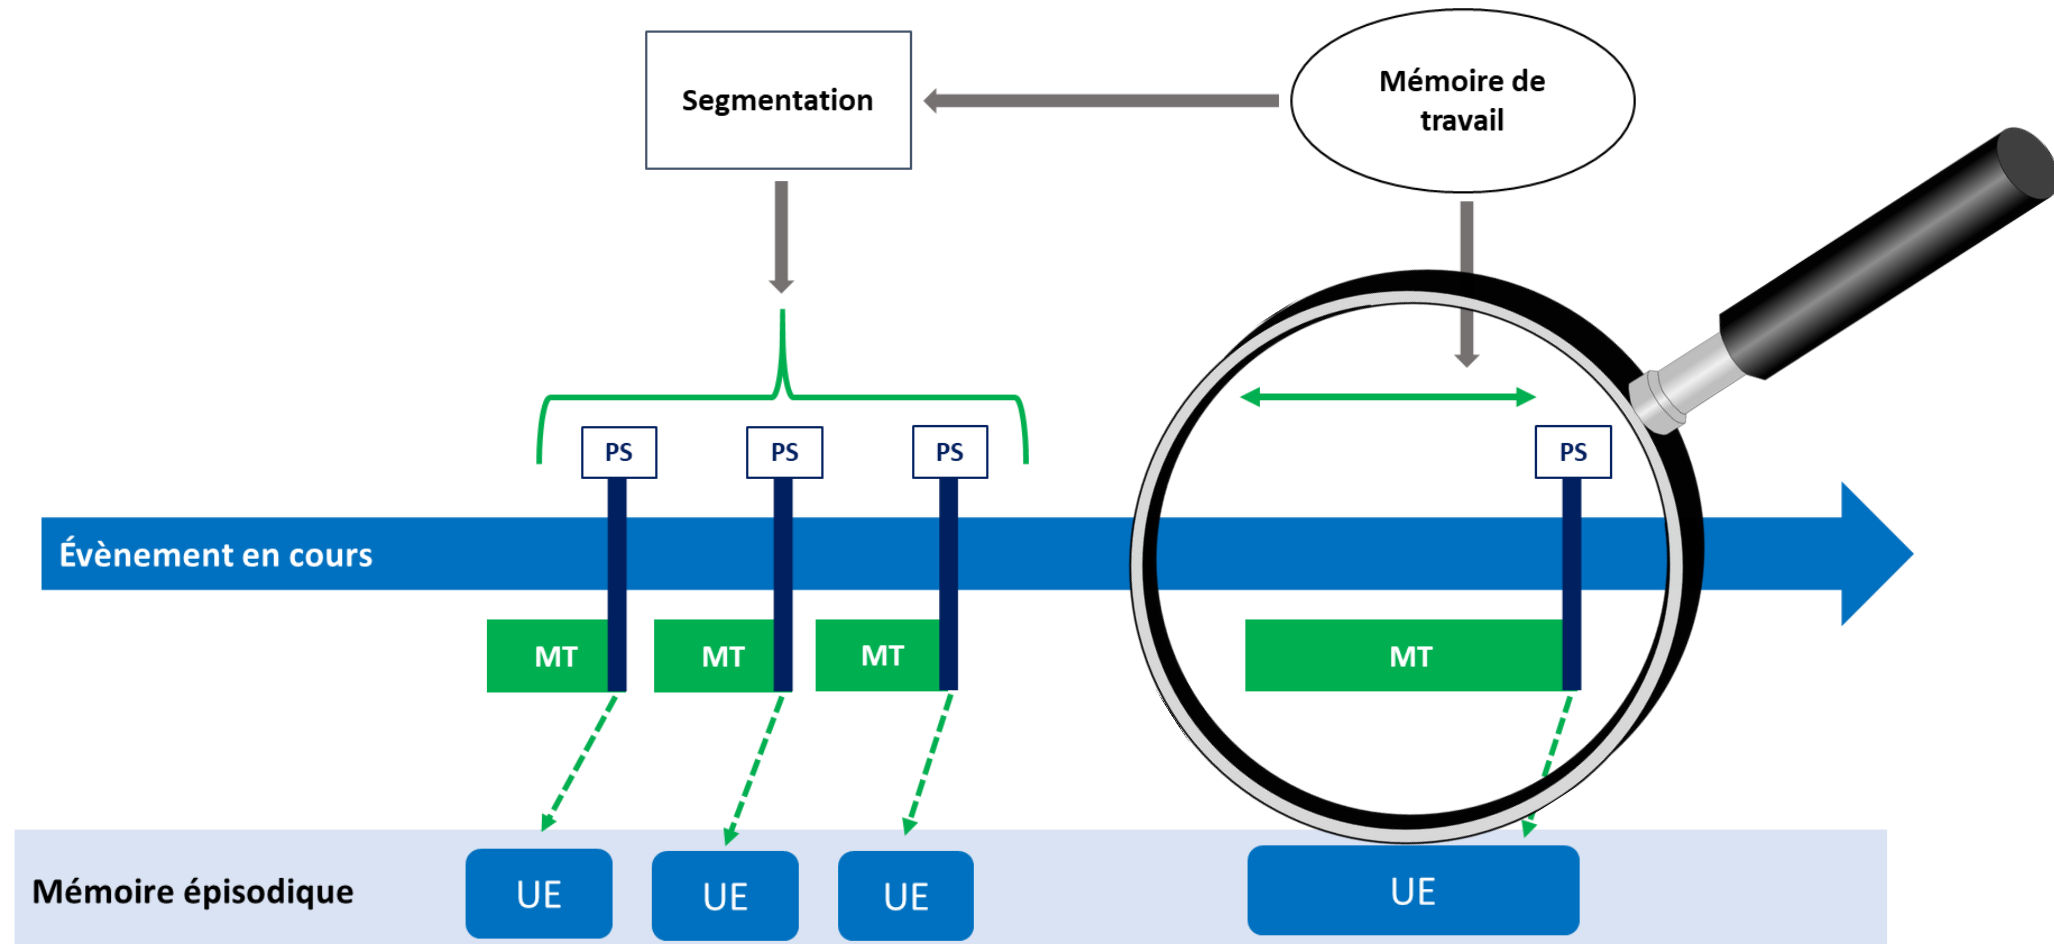 Segmentation
Mémoire de
travail
PS
PS
PS
PS
Évènement en cours
MT
MT
MT
MT
Mémoire épisodique
UE
UE
UE
UE